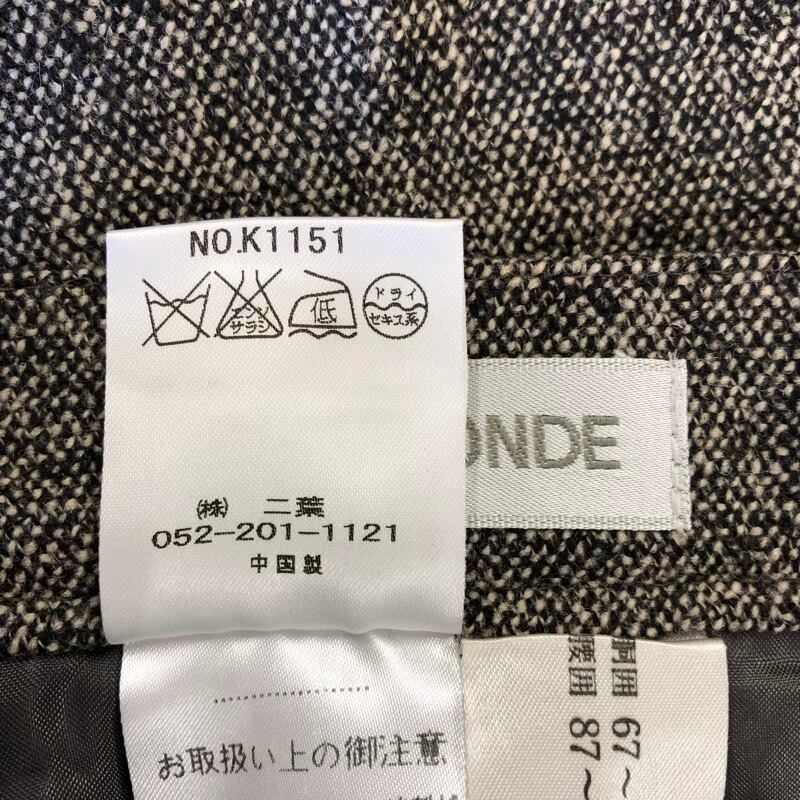 NO.K1151
エンソ
サラシ
低
ドライ
セキユ系
ONDE
㈱ 二葉
052-201-1121
中国製
お取扱い上の御注意
胴囲 67~
腰囲 87~